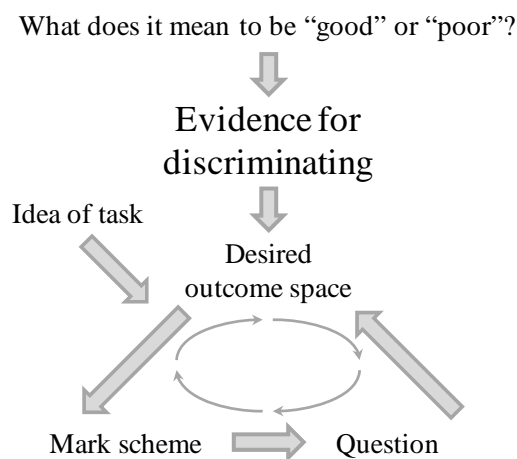 What does it mean to be “good” or “poor”?
Evidence for
discriminating
Idea of task
Desired
outcome space
Mark scheme
Question